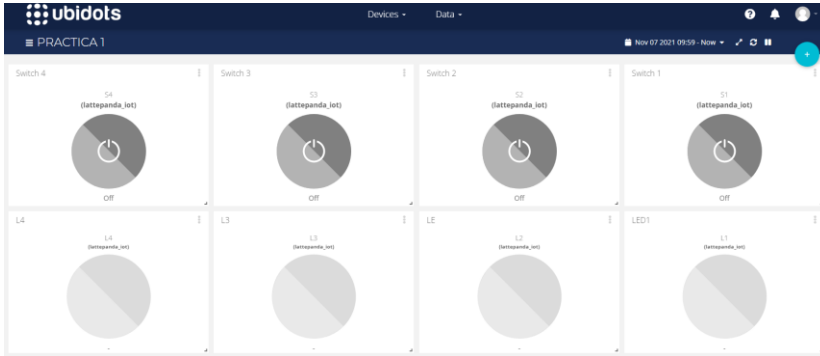 ubidots Devices Data
PRACTICA 1 Nov 07 2021 09:59 - Now
+
Switch 4 Switch 3 Switch 2 Switch 1
S4 S3 S2 S1
(lattepanda_iot) (lattepanda_iot) (lattepanda_iot) (lattepanda_iot)
Off Off Off Off
L4 L3 LE LED1
L4 L3 L2 L1
(lattepanda_iot) (lattepanda_iot) (lattepanda_iot) (lattepanda_iot)
- - - -